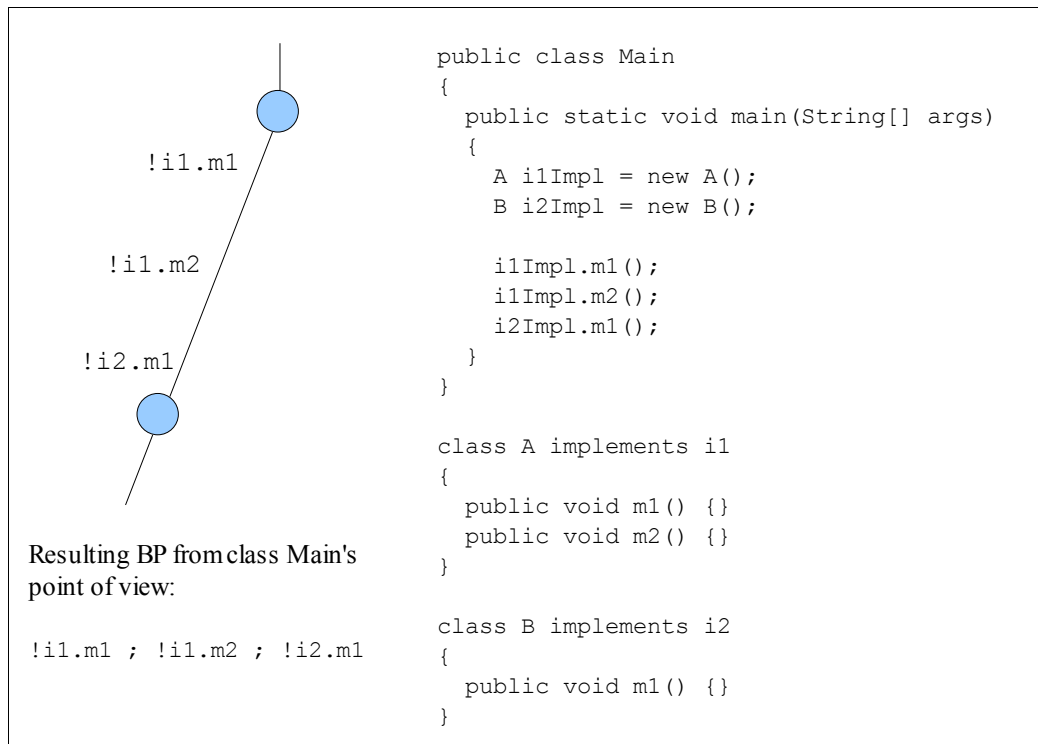 !i1.m1
!i1.m2
!i2.m1
Resulting BP from class Main's
point of view:
!i1.m1 ; !i1.m2 ; !i2.m1
public class Main
{
public static void main(String[] args)
{
A i1Impl = new A();
B i2Impl = new B();
i1Impl.m1();
i1Impl.m2();
i2Impl.m1();
}
}
class A implements i1
{
public void m1() {}
public void m2() {}
}
class B implements i2
{
public void m1() {}
}